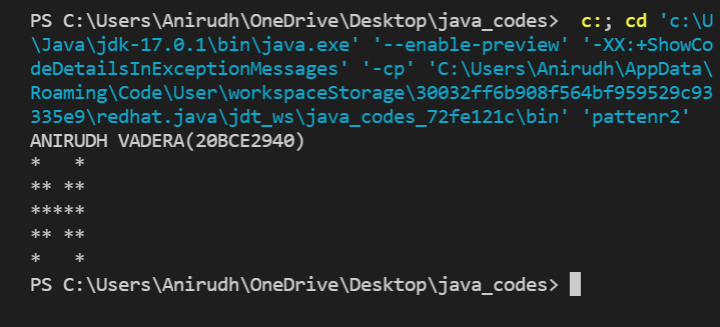 PS C:\Users\Anirudh\OneDrive\Desktop\java_codes>  c:; cd 'c:\U
\Java\jdk-17.0.1\bin\java.exe' '--enable-preview' '-XX:+ShowCo
deDetailsInExceptionMessages' '-cp' 'C:\Users\Anirudh\AppData\
Roaming\Code\User\workspaceStorage\30032ff6b908f564bf959529c93
335e9\redhat.java\jdt_ws\java_codes_72fe121c\bin' 'pattenr2'
ANIRUDH VADERA(20BCE2940)
*   *
** **
*****
** **
*   *
PS C:\Users\Anirudh\OneDrive\Desktop\java_codes>